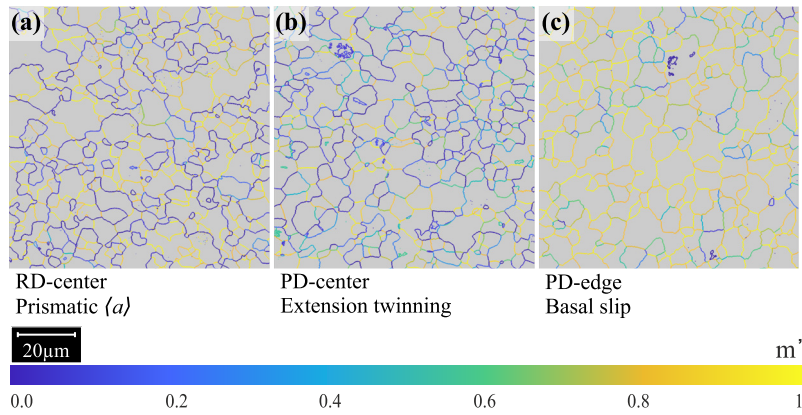 (a)
(b)
(c)
RD-center
Prismatic ⟨a⟩
PD-center
Extension twinning
PD-edge
Basal slip
20μm
m’
0.0 0.2 0.4 0.6 0.8 1